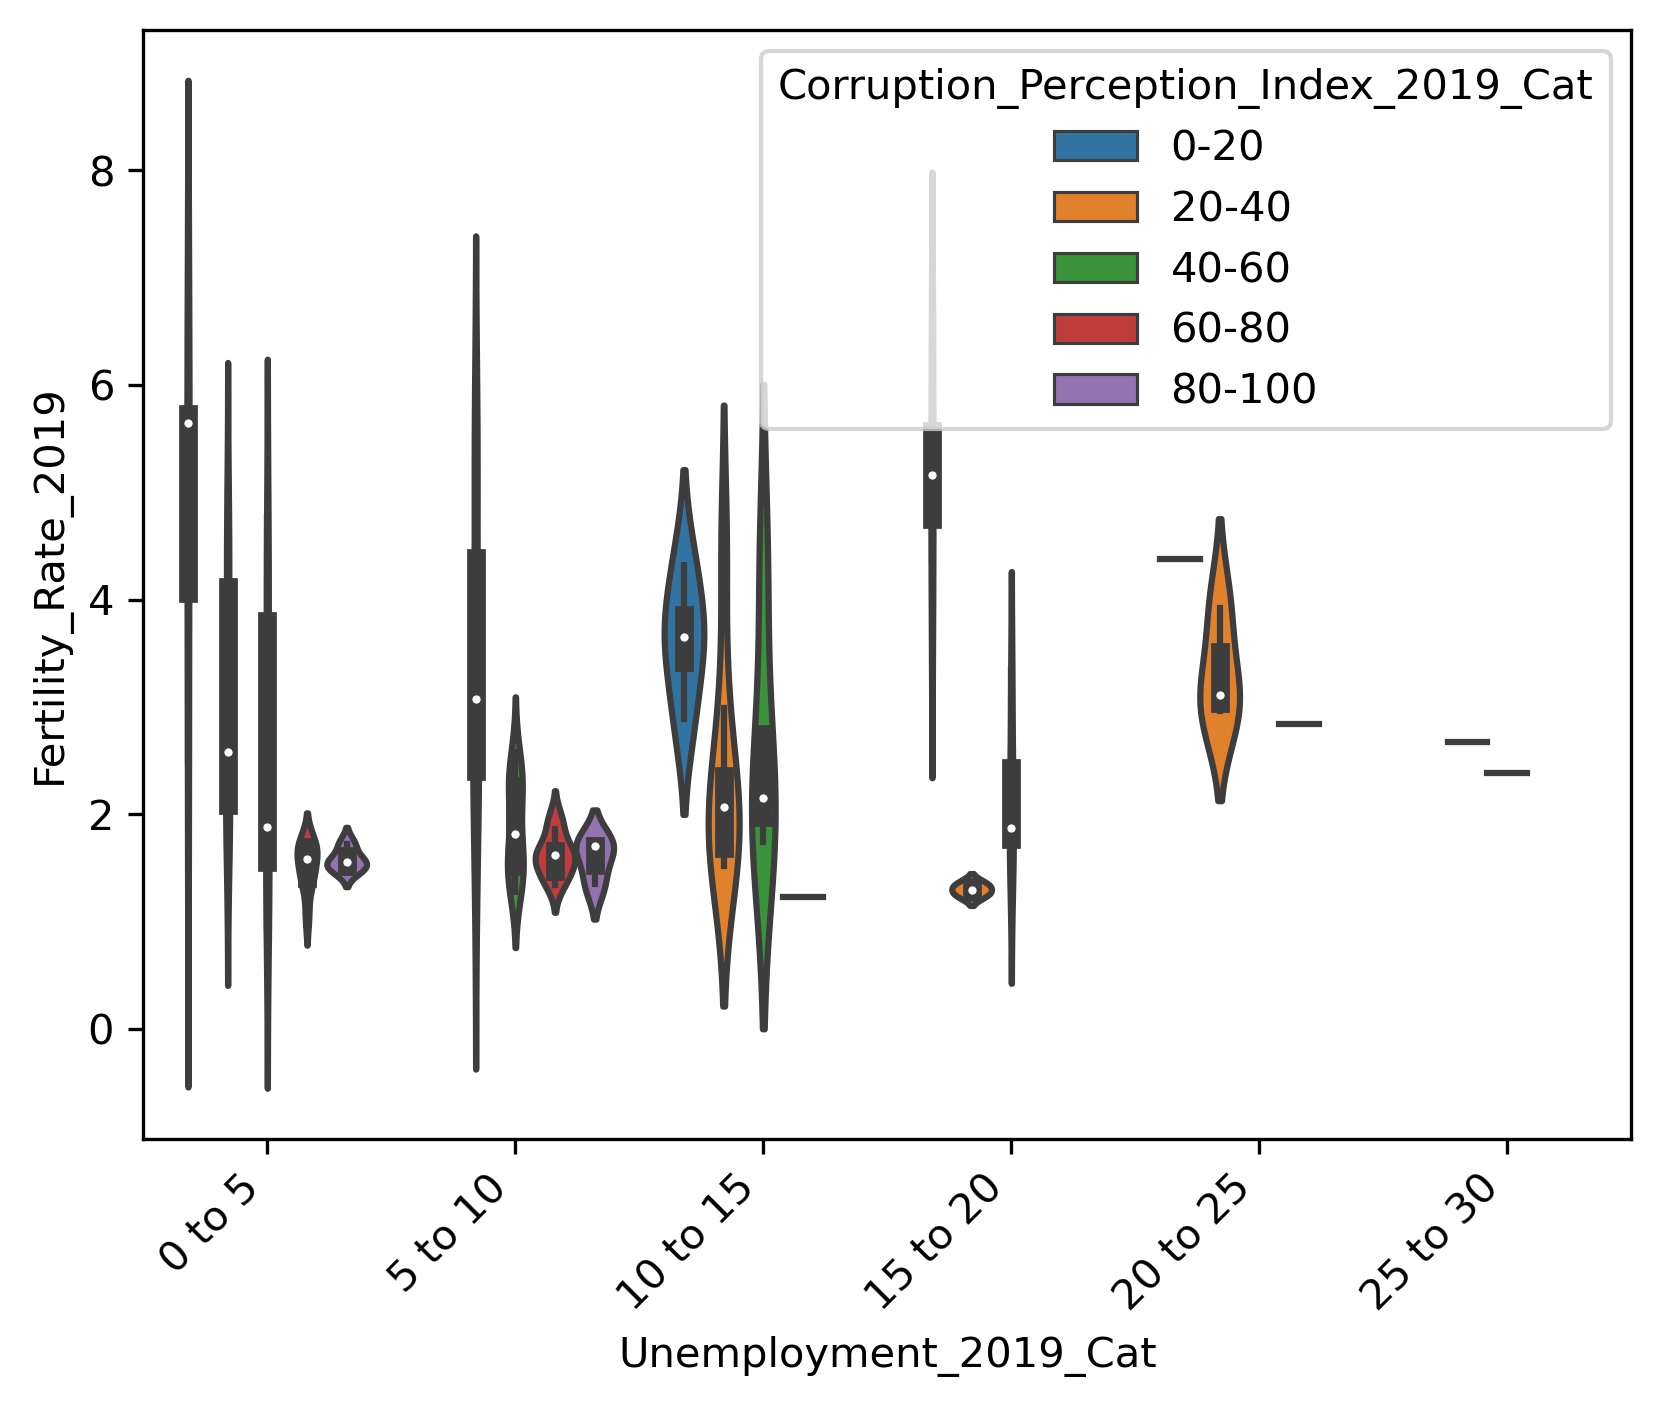 Corruption_Perception_Index_2019_Cat
0-20
20-40
40-60
60-80
80-100
Fertility_Rate_2019
8
6
4
2
0
0 to 5
5 to 10
10 to 15
15 to 20
20 to 25
25 to 30
Unemployment_2019_Cat